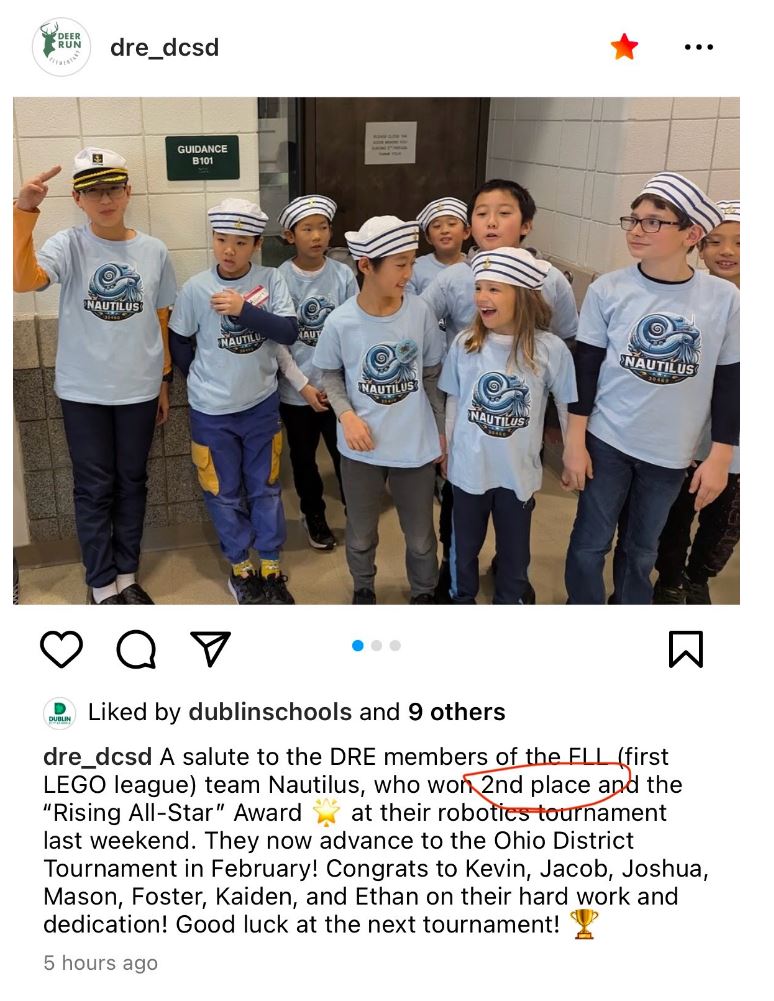 DEER
RUN
ELEMENTARY
dre_dcsd
GUIDANCE
B101
NAUTILUS
NAUTILU
NAUT
NAUTILUS
NAUTILUS
NAUTILUS
DUBLIN
Liked by dublinschools and 9 others
dre_dcsd A salute to the DRE members of the FLL (first
LEGO league) team Nautilus, who won 2nd place and the
“Rising All-Star” Award 🌟 at their robotics tournament
last weekend. They now advance to the Ohio District
Tournament in February! Congrats to Kevin, Jacob, Joshua,
Mason, Foster, Kaiden, and Ethan on their hard work and
dedication! Good luck at the next tournament! 🏆
5 hours ago